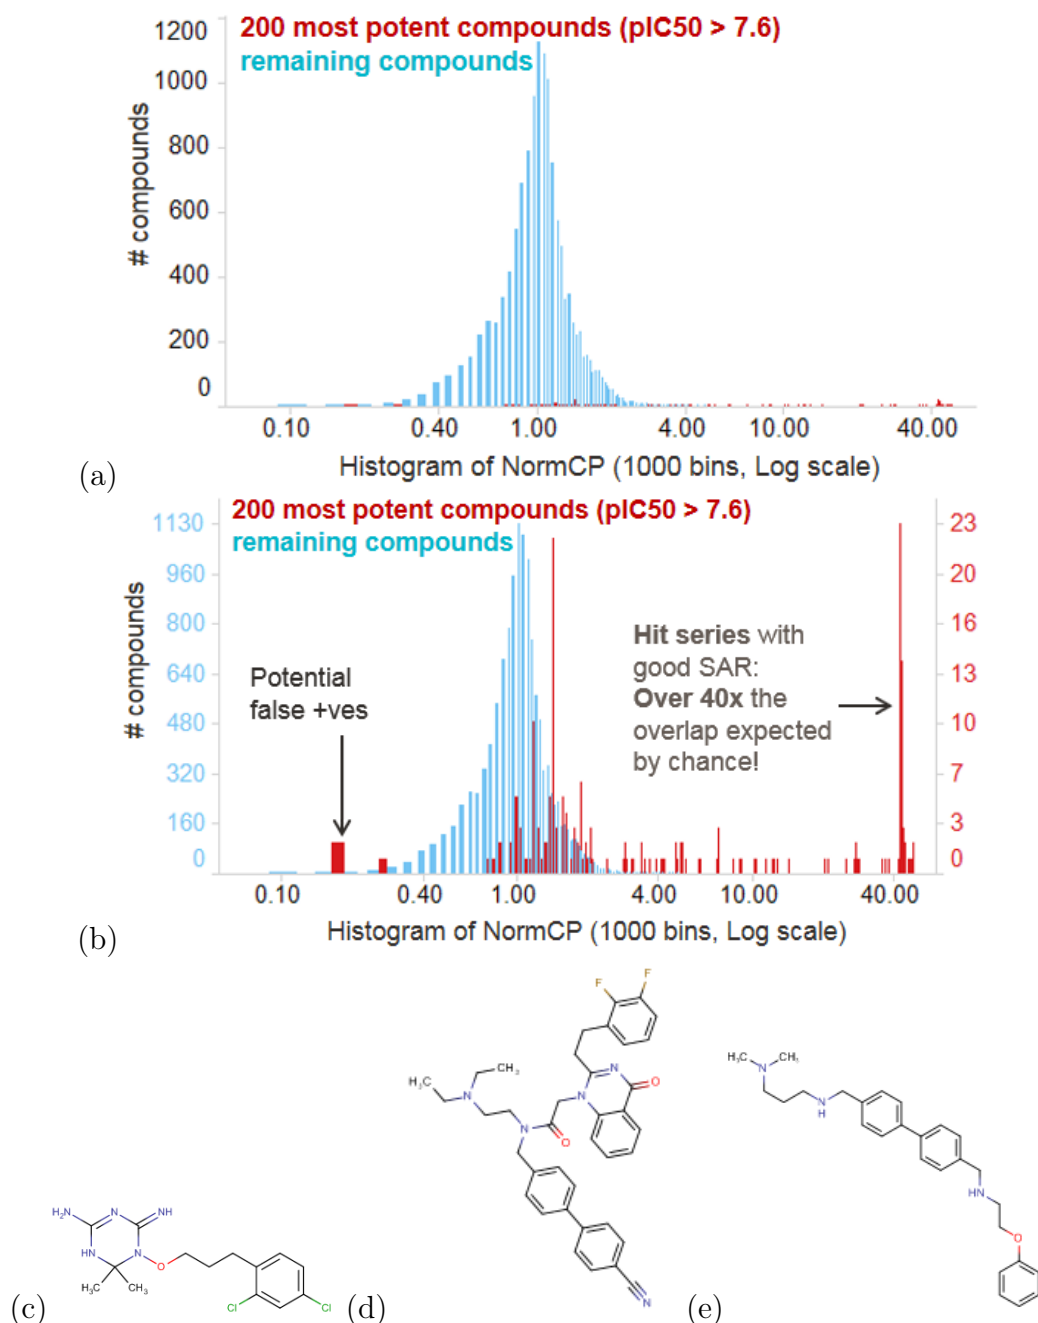 200 most potent compounds (pIC50 > 7.6)
remaining compounds
# compounds
1200
1000
800
600
400
200
0
0.10 0.40 1.00 4.00 10.00 40.00
Histogram of NormCP (1000 bins, Log scale)
(a)
200 most potent compounds (pIC50 > 7.6)
remaining compounds
# compounds
1130 23
960 20
800 16
640 13
480 10
320 7
160 3
0 0
Potential
false +ves
Hit series with
good SAR:
Over 40x the
overlap expected
by chance!
0.10 0.40 1.00 4.00 10.00 40.00
Histogram of NormCP (1000 bins, Log scale)
(b)
H₂N N NH
HN N
O
H₃C CH₃
Cl Cl
(c)
F F
H₃C CH₃
N
N
N O
N
O
N
(d)
H₃C CH₃
N
N
H
HN
O
(e)